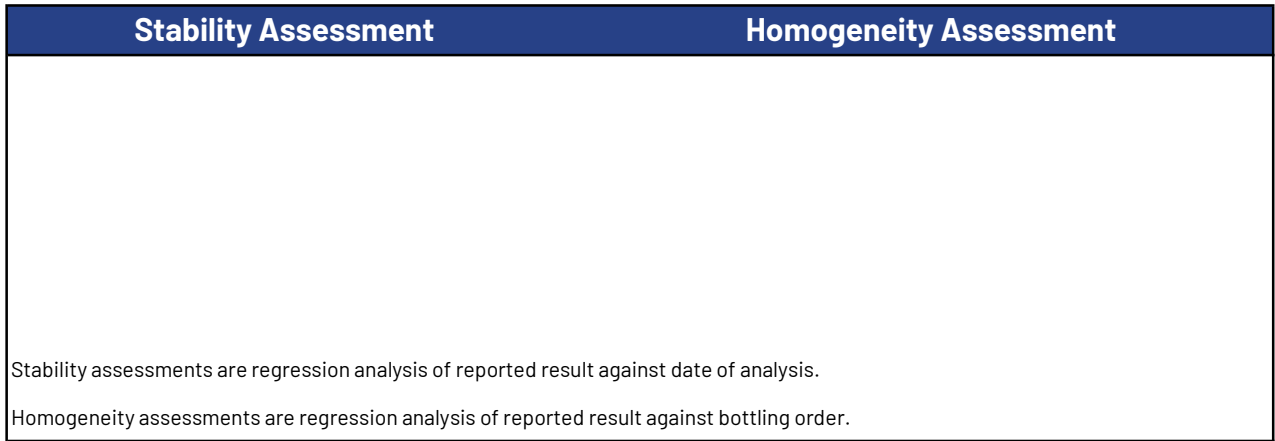 Stability Assessment
Homogeneity Assessment
Stability assessments are regression analysis of reported result against date of analysis.
Homogeneity assessments are regression analysis of reported result against bottling order.